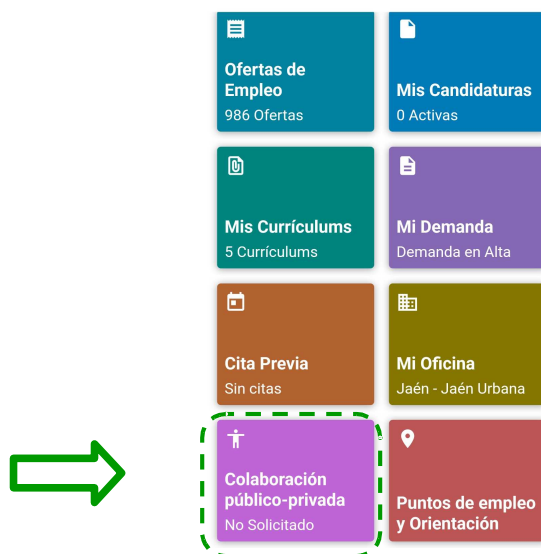 Ofertas de
Empleo
986 Ofertas
Mis Candidaturas
0 Activas
Mis Currículums
5 Currículums
Mi Demanda
Demanda en Alta
Cita Previa
Sin citas
Mi Oficina
Jaén - Jaén Urbana
Colaboración
público-privada
No Solicitado
Puntos de empleo
y Orientación